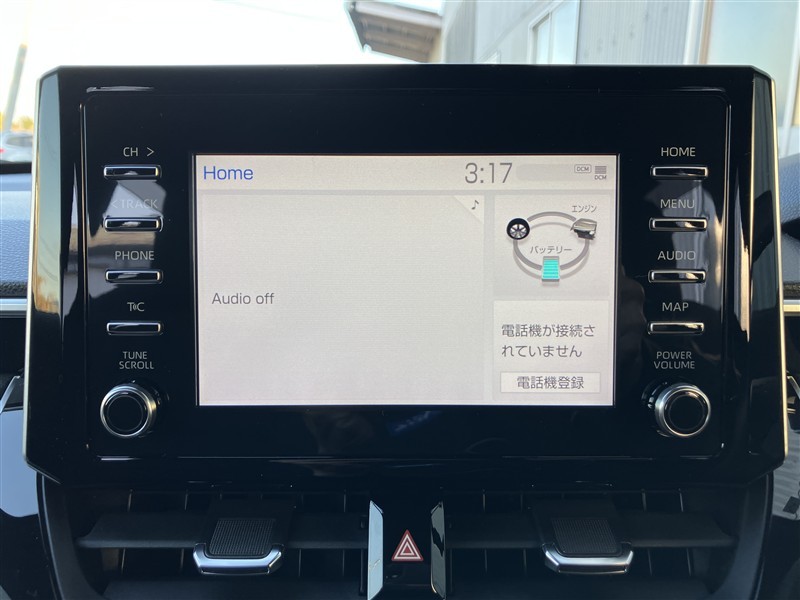 CH >
< TRACK
PHONE
TC
TUNE
SCROLL
Home
3:17
DCM
DCM
Audio off
エンジン
バッテリー
電話機が接続さ
れていません
電話機登録
HOME
MENU
AUDIO
MAP
POWER
VOLUME